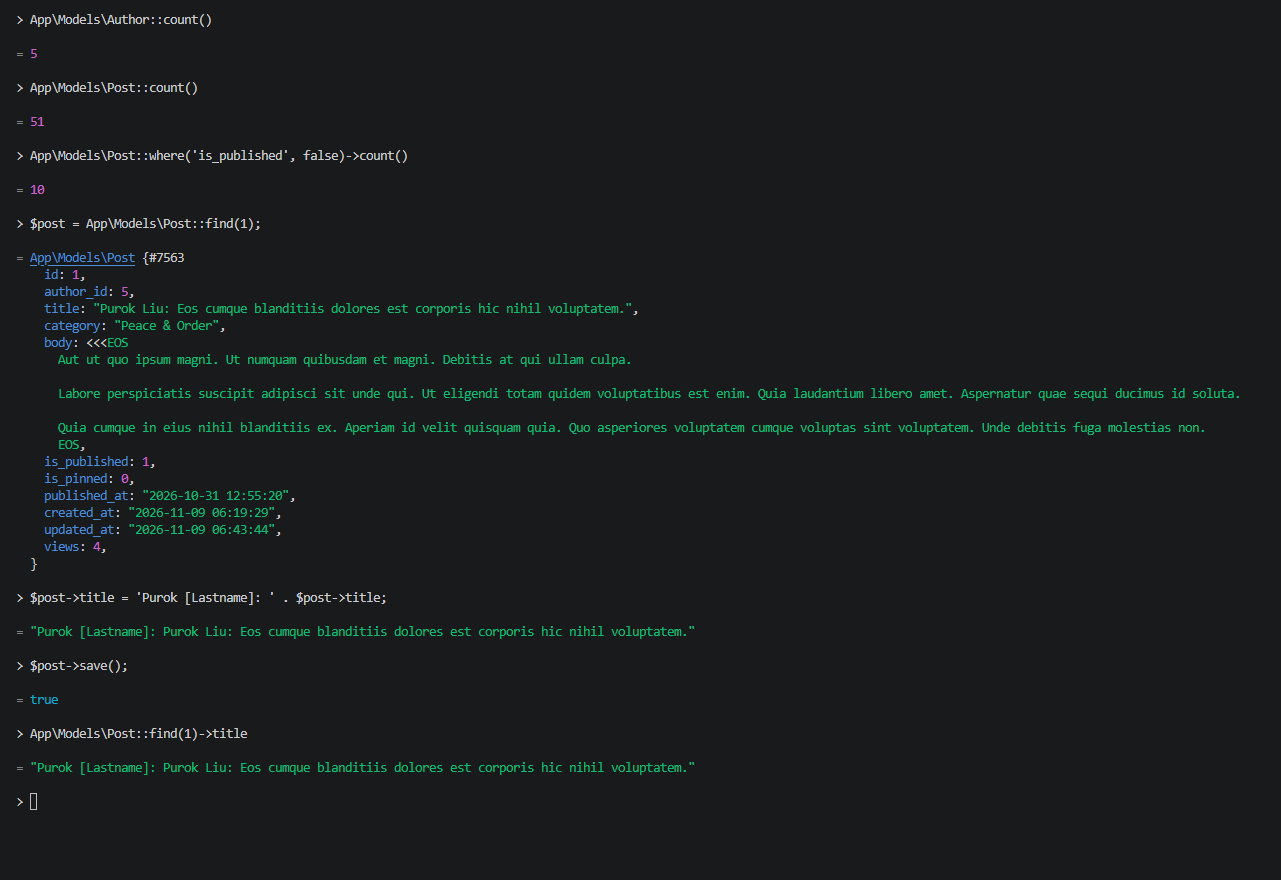 > App\Models\Author::count()
= 5
> App\Models\Post::count()
= 51
> App\Models\Post::where('is_published', false)->count()
= 10
> $post = App\Models\Post::find(1);
= App\Models\Post {#7563
id: 1,
author_id: 5,
title: "Purok Liu: Eos cumque blanditiis dolores est corporis hic nihil voluptatem.",
category: "Peace & Order",
body: <<<EOS
Aut ut quo ipsum magni. Ut numquam quibusdam et magni. Debitis at qui ullam culpa.
Labore perspiciatis suscipit adipisci sit unde qui. Ut eligendi totam quidem voluptatibus est enim. Quia laudantium libero amet. Aspernatur quae sequi ducimus id soluta.
Quia cumque in eius nihil blanditiis ex. Aperiam id velit quisquam quia. Quo asperiores voluptatem cumque voluptas sint voluptatem. Unde debitis fuga molestias non.
EOS,
is_published: 1,
is_pinned: 0,
published_at: "2026-10-31 12:55:20",
created_at: "2026-11-09 06:19:29",
updated_at: "2026-11-09 06:43:44",
views: 4,
}
> $post->title = 'Purok [Lastname]: ' . $post->title;
= "Purok [Lastname]: Purok Liu: Eos cumque blanditiis dolores est corporis hic nihil voluptatem."
> $post->save();
= true
> App\Models\Post::find(1)->title
= "Purok [Lastname]: Purok Liu: Eos cumque blanditiis dolores est corporis hic nihil voluptatem."
>